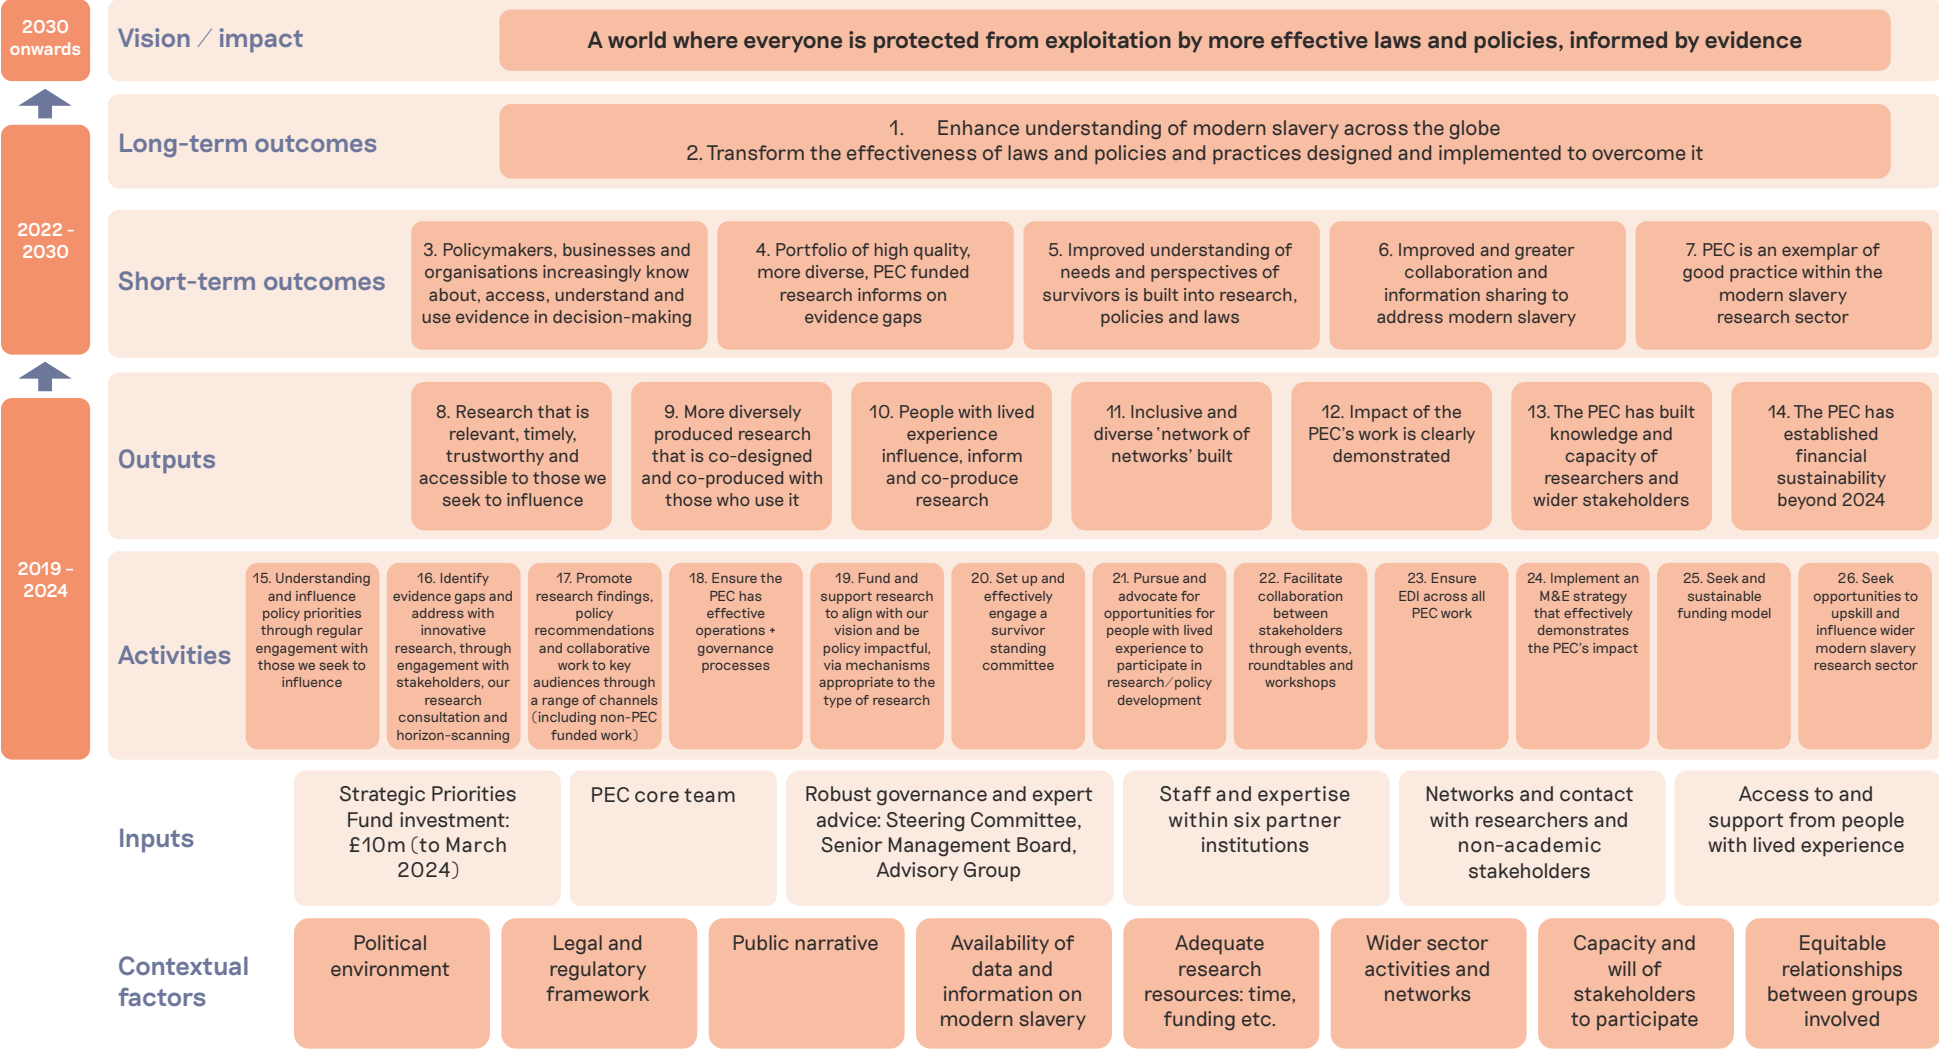 2030
onwards
Vision / impact
A world where everyone is protected from exploitation by more effective laws and policies, informed by evidence
2022 -
2030
Long-term outcomes
1. Enhance understanding of modern slavery across the globe
2. Transform the effectiveness of laws and policies and practices designed and implemented to overcome it
Short-term outcomes
3. Policymakers, businesses and
organisations increasingly know
about, access, understand and
use evidence in decision-making
4. Portfolio of high quality,
more diverse, PEC funded
research informs on
evidence gaps
5. Improved understanding of
needs and perspectives of
survivors is built into research,
policies and laws
6. Improved and greater
collaboration and
information sharing to
address modern slavery
7. PEC is an exemplar of
good practice within the
modern slavery
research sector
2019 –
2024
Outputs
8. Research that is
relevant, timely,
trustworthy and
accessible to those we
seek to influence
9. More diversely
produced research
that is co-designed
and co-produced with
those who use it
10. People with lived
experience
influence, inform
and co-produce
research
11. Inclusive and
diverse ‘network of
networks’ built
12. Impact of the
PEC’s work is clearly
demonstrated
13. The PEC has built
knowledge and
capacity of
researchers and
wider stakeholders
14. The PEC has
established
financial
sustainability
beyond 2024
Activities
15. Understanding
and influence
policy priorities
through regular
engagement with
those we seek to
influence
16. Identify
evidence gaps and
address with
innovative
research, through
engagement with
stakeholders, our
research
consultation and
horizon-scanning
17. Promote
research findings,
policy
recommendations
and collaborative
work to key
audiences through
a range of channels
(including non-PEC
funded work)
18. Ensure the
PEC has
effective
operations +
governance
processes
19. Fund and
support research
to align with our
vision and be
policy impactful,
via mechanisms
appropriate to the
type of research
20. Set up and
effectively
engage a
survivor
standing
committee
21. Pursue and
advocate for
opportunities for
people with lived
experience to
participate in
research/policy
development
22. Facilitate
collaboration
between
stakeholders
through events,
roundtables and
workshops
23. Ensure
EDI across all
PEC work
24. Implement an
M&E strategy
that effectively
demonstrates
the PEC’s impact
25. Seek and
sustainable
funding model
26. Seek
opportunities to
upskill and
influence wider
modern slavery
research sector
Inputs
Strategic Priorities
Fund investment:
£10m (to March
2024)
PEC core team
Robust governance and expert
advice: Steering Committee,
Senior Management Board,
Advisory Group
Staff and expertise
within six partner
institutions
Networks and contact
with researchers and
non-academic
stakeholders
Access to and
support from people
with lived experience
Contextual
factors
Political
environment
Legal and
regulatory
framework
Public narrative
Availability of
data and
information on
modern slavery
Adequate
research
resources: time,
funding etc.
Wider sector
activities and
networks
Capacity and
will of
stakeholders
to participate
Equitable
relationships
between groups
involved